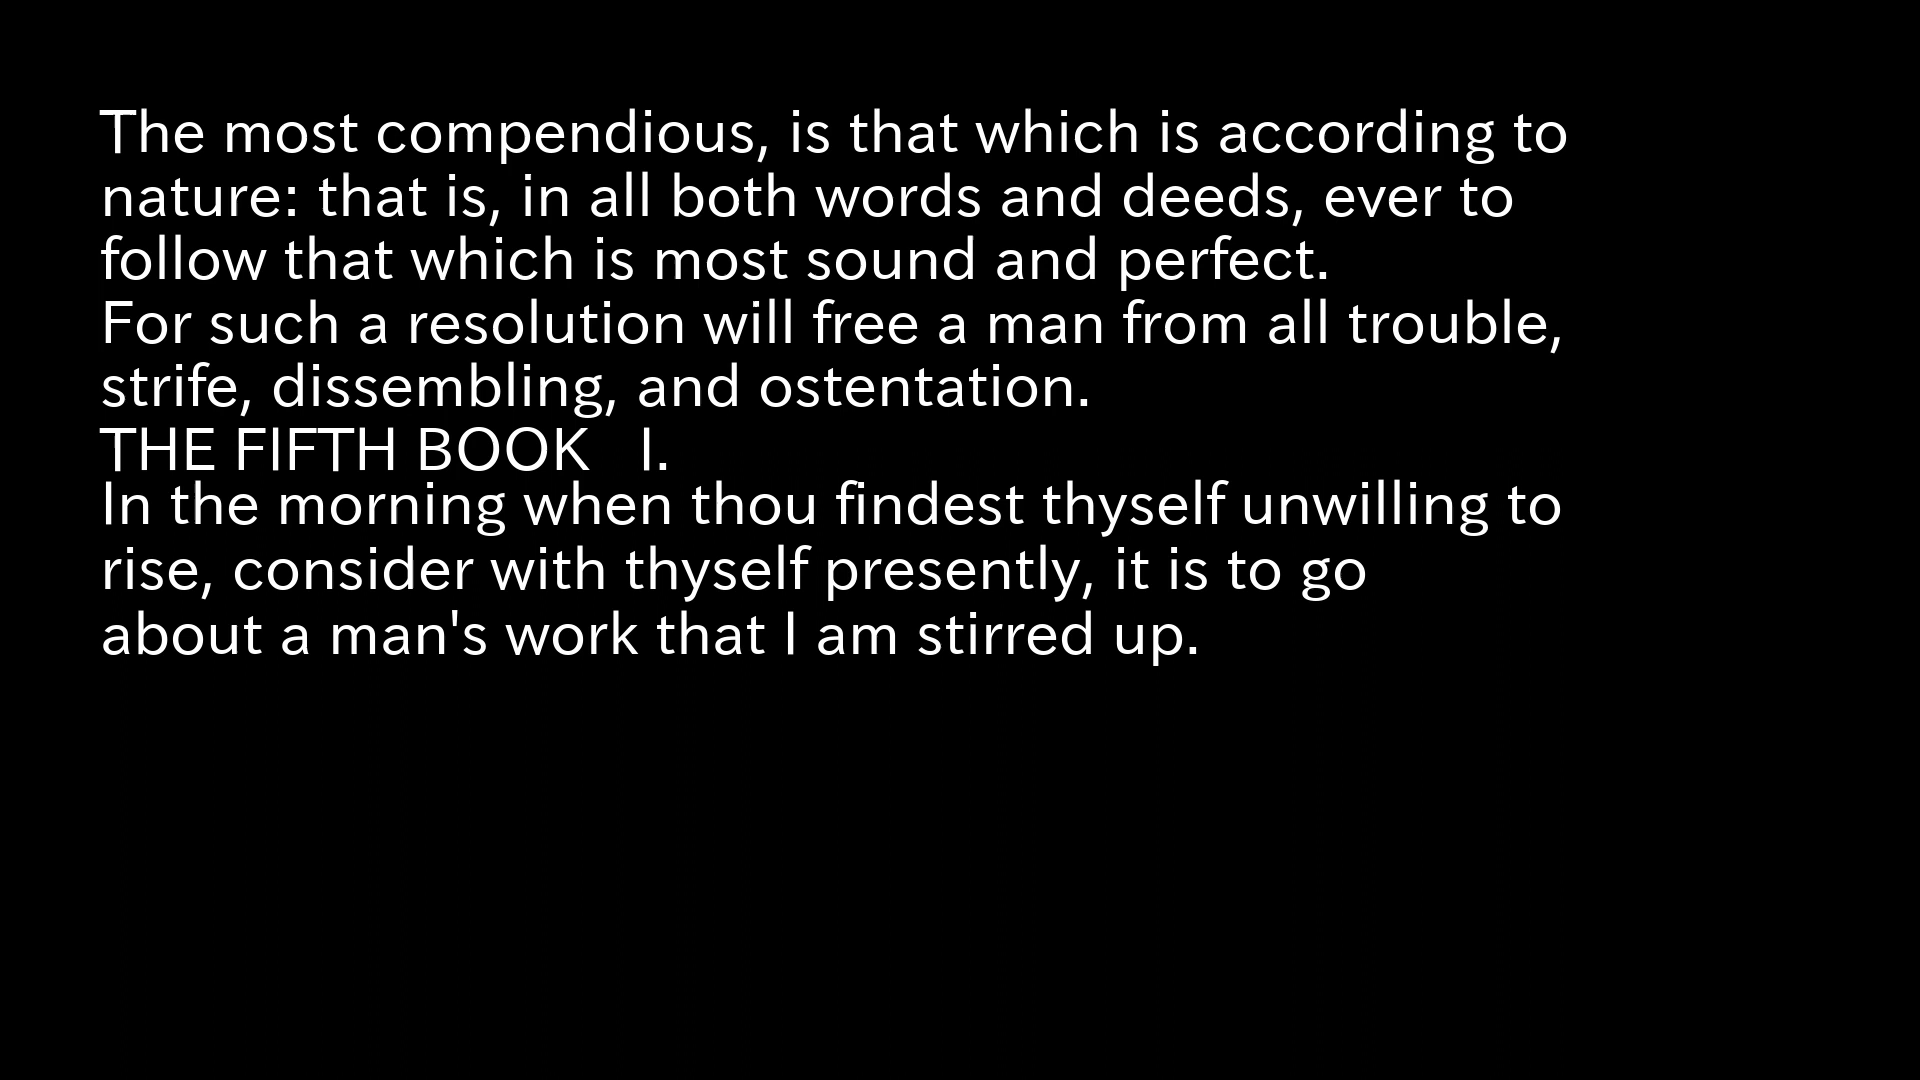 The most compendious, is that which is according to
nature: that is, in all both words and deeds, ever to
follow that which is most sound and perfect.
For such a resolution will free a man from all trouble,
strife, dissembling, and ostentation.
THE FIFTH BOOK   I.
In the morning when thou findest thyself unwilling to
rise, consider with thyself presently, it is to go
about a man's work that I am stirred up.